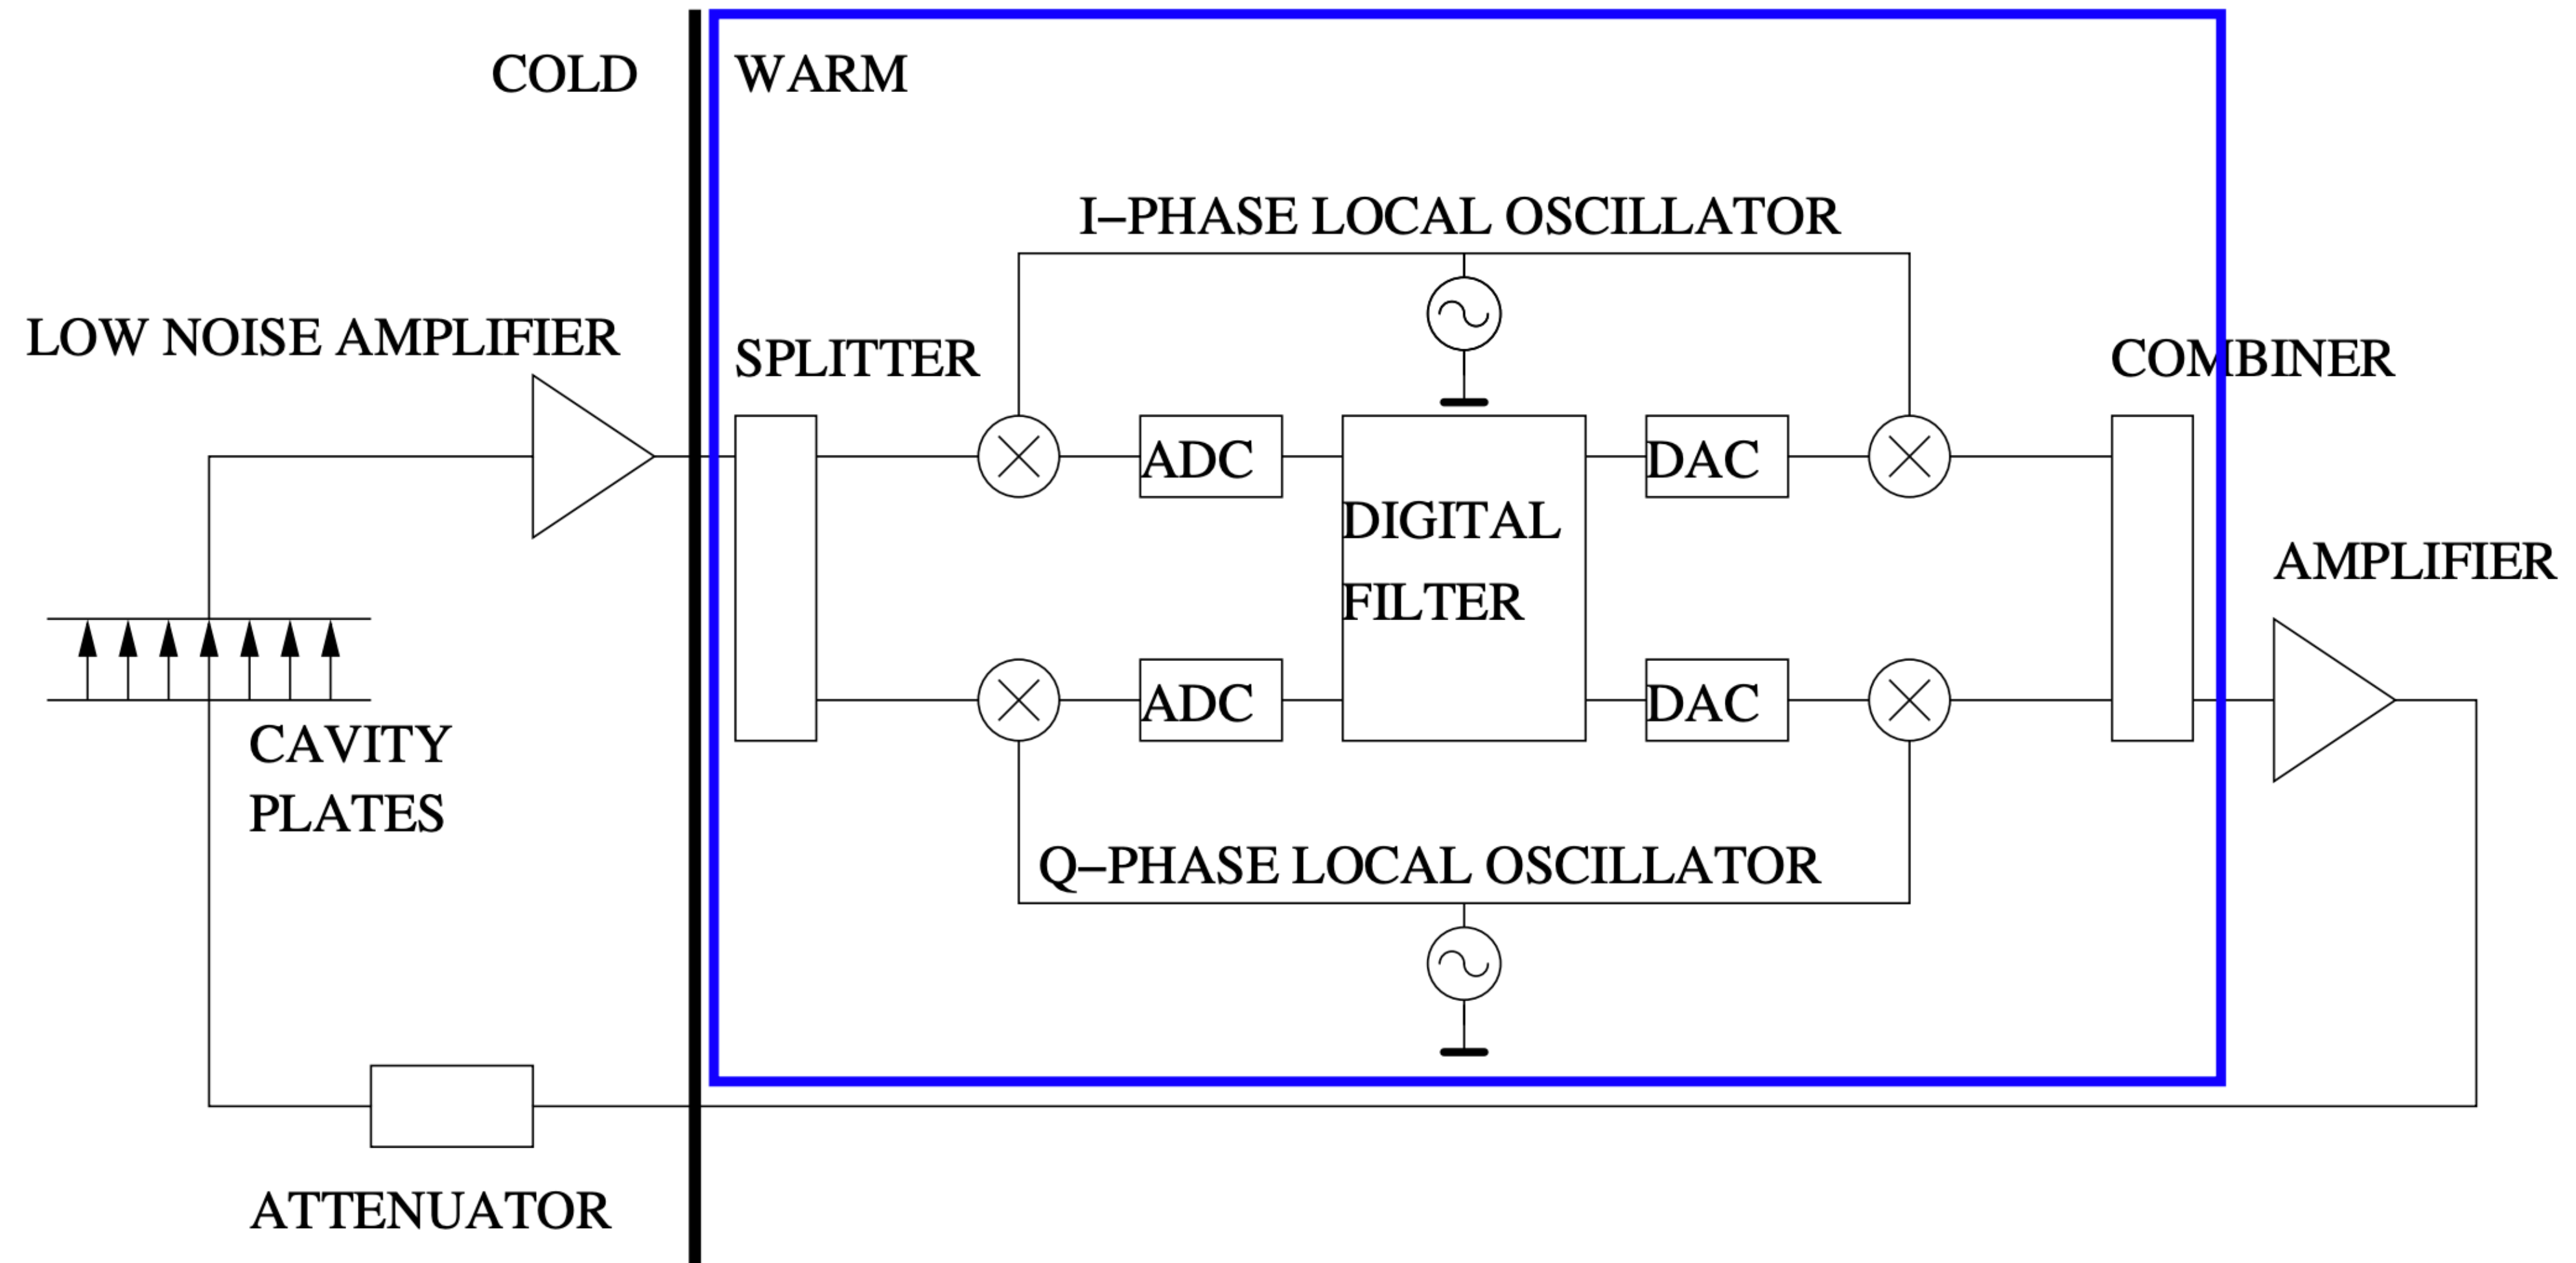 COLD
WARM
I–PHASE LOCAL OSCILLATOR
LOW NOISE AMPLIFIER
SPLITTER
COMBINER
ADC
DAC
DIGITAL
FILTER
AMPLIFIER
ADC
DAC
CAVITY
PLATES
Q–PHASE LOCAL OSCILLATOR
ATTENUATOR